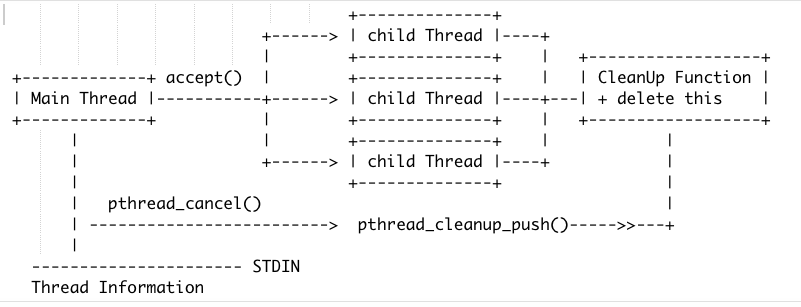 child Thread
accept() CleanUp Function
Main Thread child Thread + delete this
child Thread
pthread_cancel()
pthread_cleanup_push()----->>---+
---------------------- STDIN
Thread Information